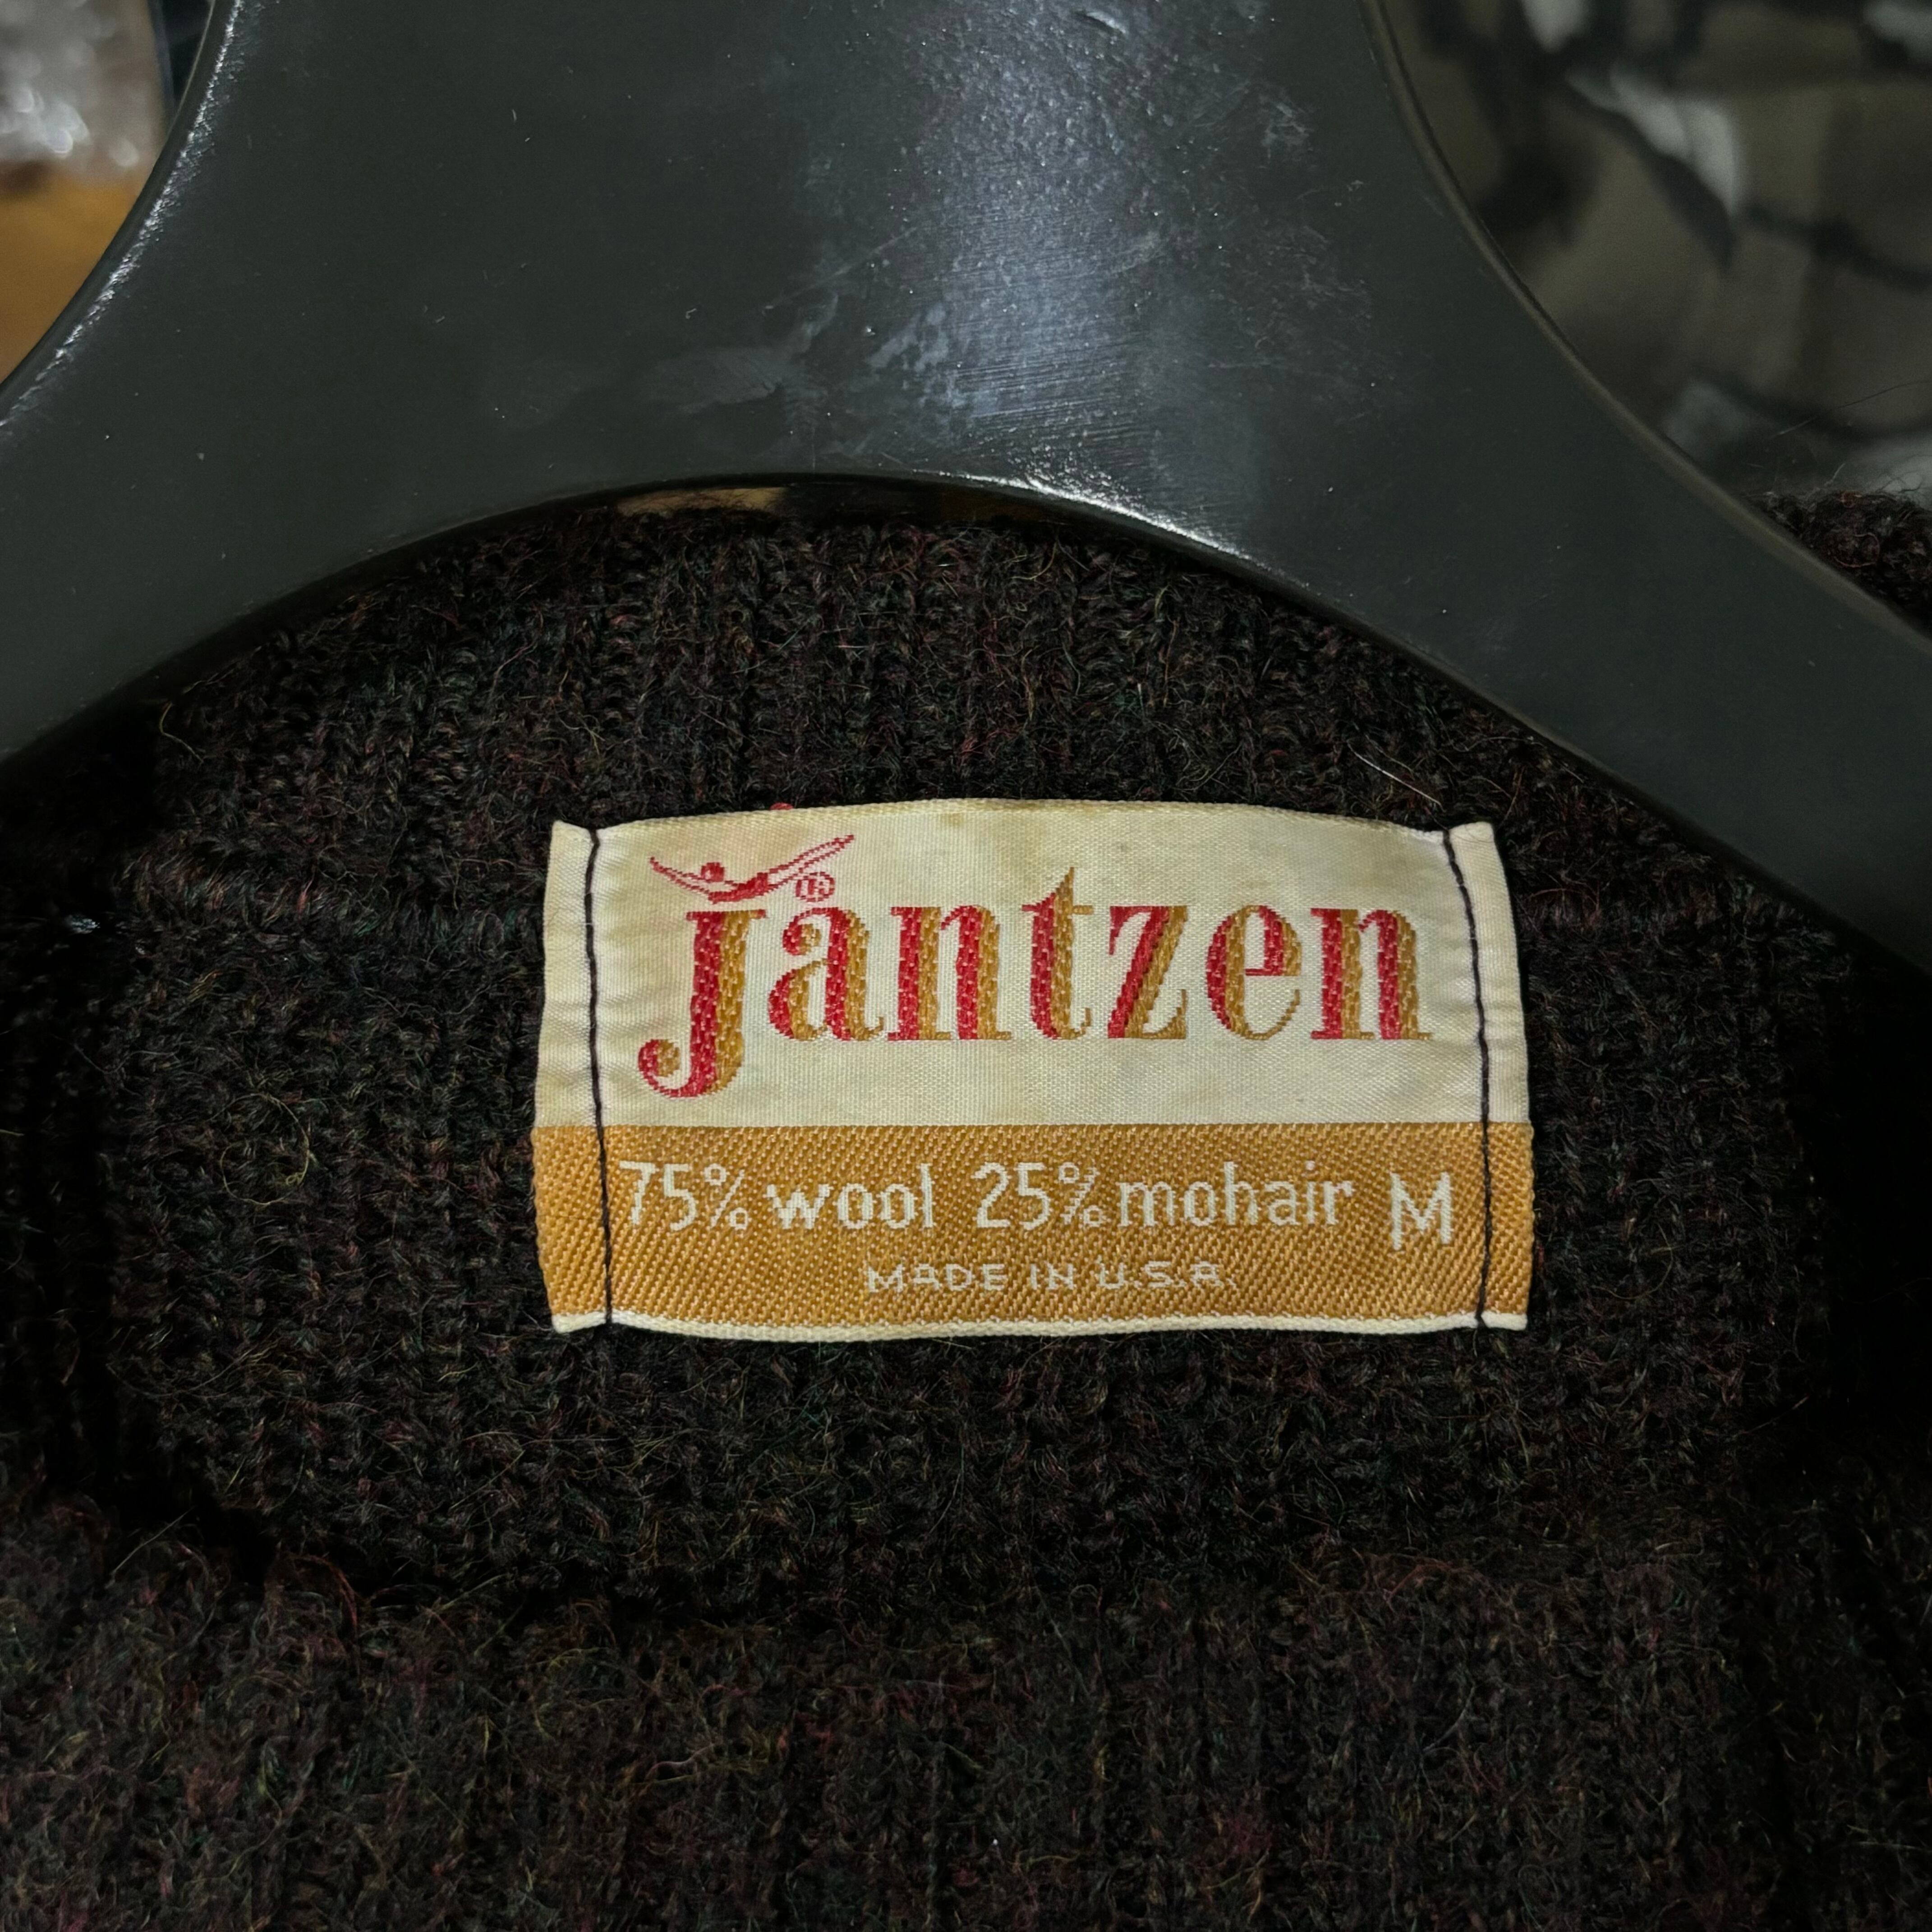 jantzen ®
75% wool 25% mohair M
MADE IN U.S.A.